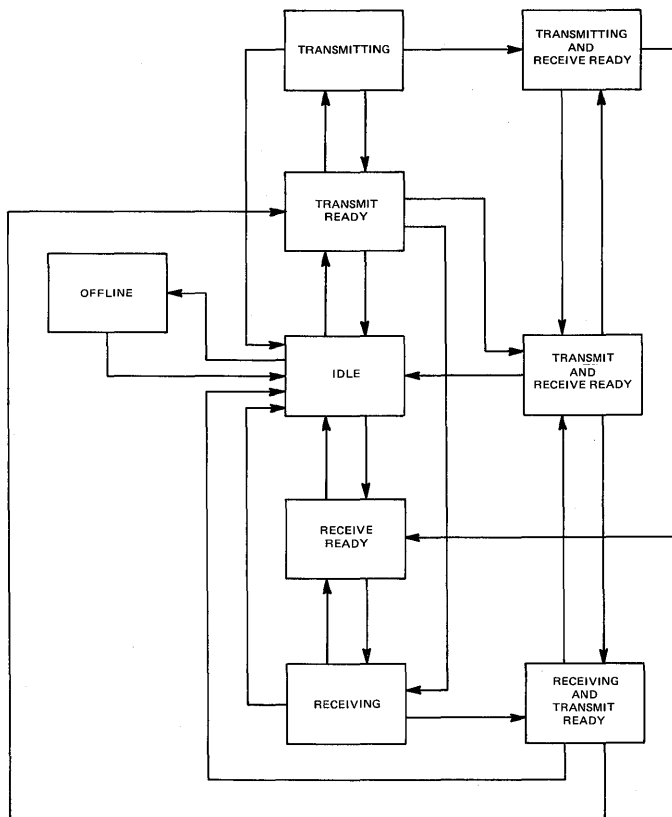 TRANSMITTING
TRANSMITTING
AND
RECEIVE READY
TRANSMIT
READY
OFFLINE
IDLE
TRANSMIT
AND
RECEIVE READY
RECEIVE
READY
RECEIVING
RECEIVING
AND
TRANSMIT
READY